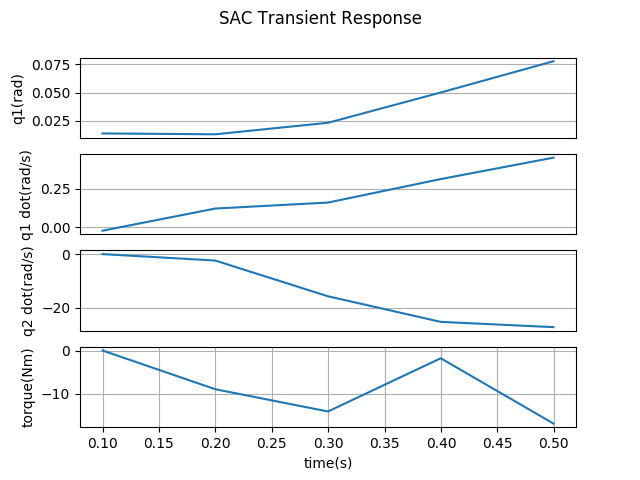 SAC Transient Response
0.075
0.050
0.025
q1(rad)
0.25
0.00
q1 dot(rad/s)
0
−20
q2 dot(rad/s)
0
−10
torque(Nm)
0.10 0.15 0.20 0.25 0.30 0.35 0.40 0.45 0.50
time(s)